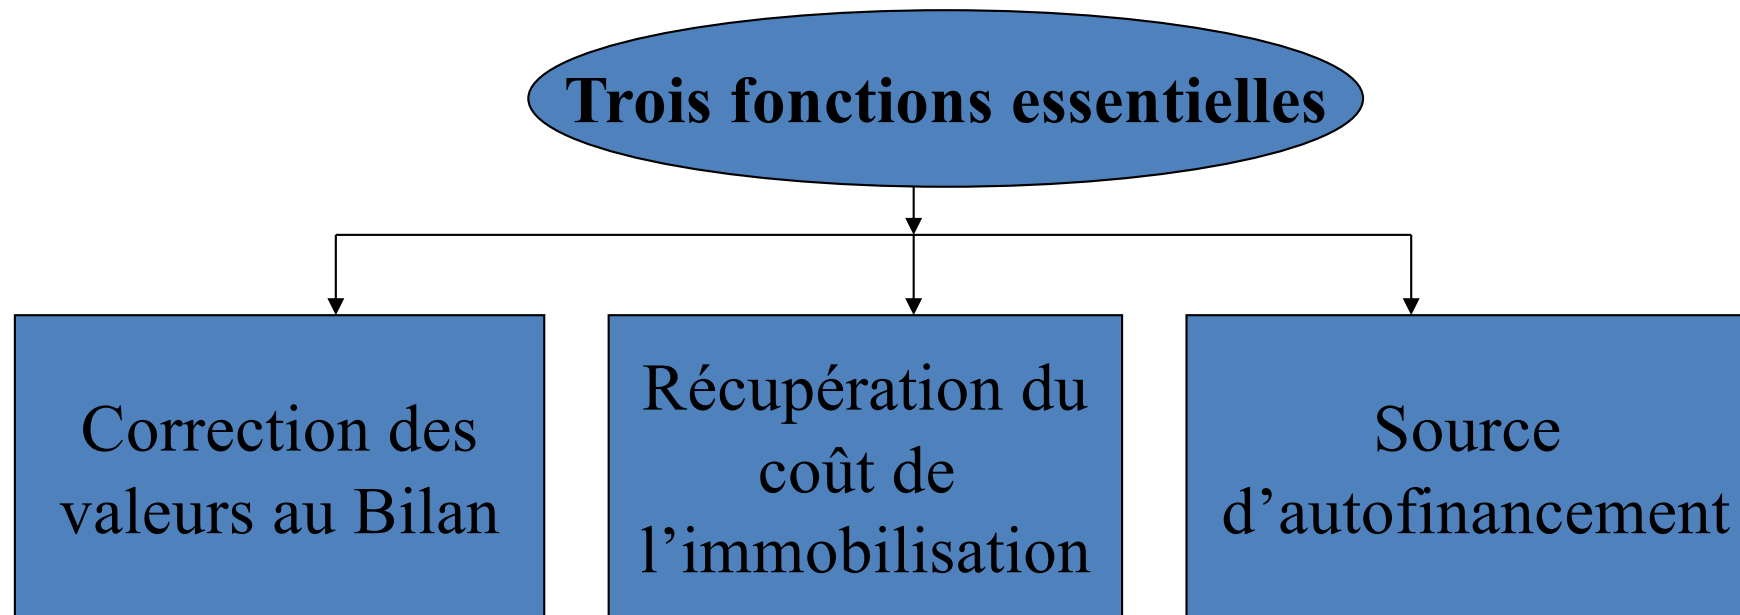 Trois fonctions essentielles
Correction des
valeurs au Bilan
Récupération du
coût de
l’immobilisation
Source
d’autofinancement